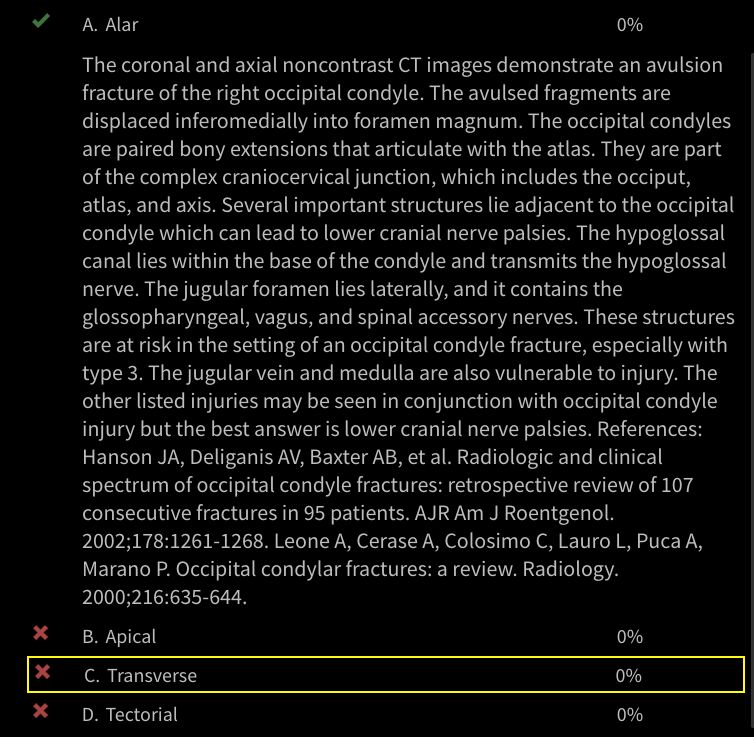 A. Alar 0%
The coronal and axial noncontrast CT images demonstrate an avulsion
fracture of the right occipital condyle. The avulsed fragments are
displaced inferomedially into foramen magnum. The occipital condyles
are paired bony extensions that articulate with the atlas. They are part
of the complex craniocervical junction, which includes the occiput,
atlas, and axis. Several important structures lie adjacent to the occipital
condyle which can lead to lower cranial nerve palsies. The hypoglossal
canal lies within the base of the condyle and transmits the hypoglossal
nerve. The jugular foramen lies laterally, and it contains the
glossopharyngeal, vagus, and spinal accessory nerves. These structures
are at risk in the setting of an occipital condyle fracture, especially with
type 3. The jugular vein and medulla are also vulnerable to injury. The
other listed injuries may be seen in conjunction with occipital condyle
injury but the best answer is lower cranial nerve palsies. References:
Hanson JA, Deliganis AV, Baxter AB, et al. Radiologic and clinical
spectrum of occipital condyle fractures: retrospective review of 107
consecutive fractures in 95 patients. AJR Am J Roentgenol.
2002;178:1261-1268. Leone A, Cerase A, Colosimo C, Lauro L, Puca A,
Marano P. Occipital condylar fractures: a review. Radiology.
2000;216:635-644.
B. Apical 0%
C. Transverse 0%
D. Tectorial 0%